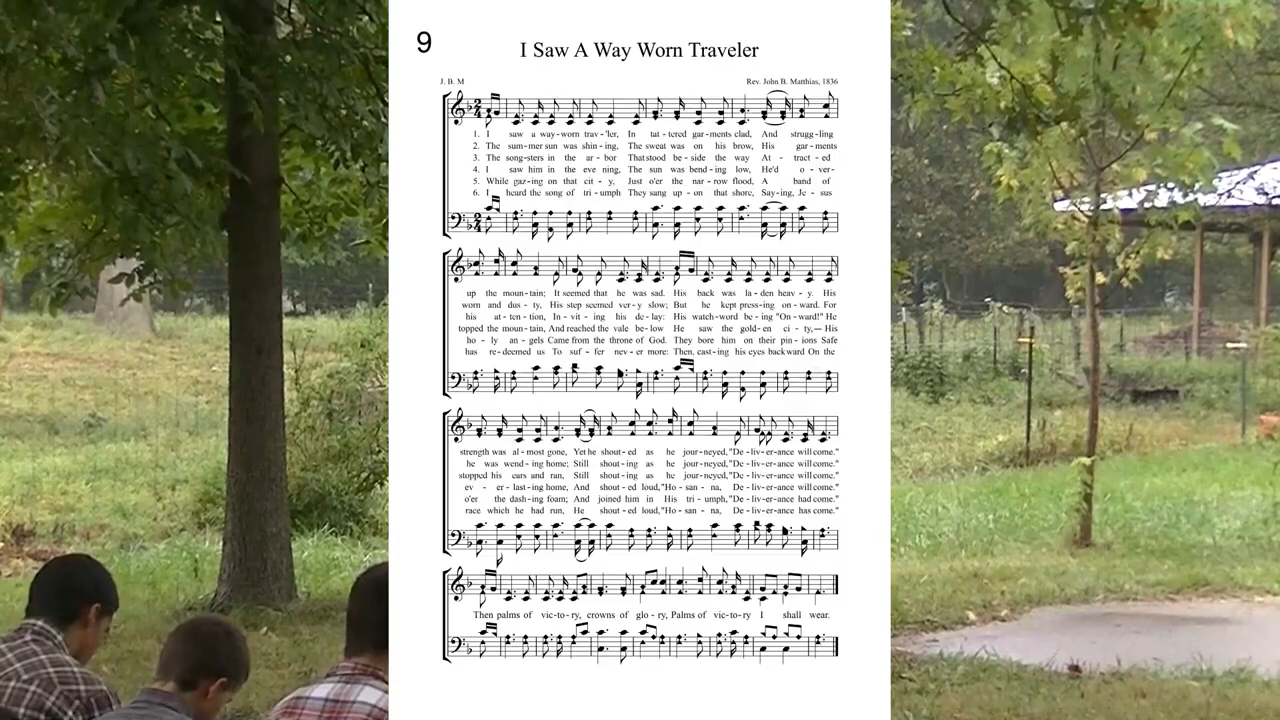 9
I Saw A Way Worn Traveler
J. B. M
Rev. John B. Matthias, 1836
1. I saw a way-worn trav-'ler, In tat-tered gar-ments clad, And strugg-ling
2. The sum-mer sun was shin-ing, The sweat was on his brow, His gar-ments
3. The song-sters in the ar-bor That stood be-side the way At-tract-ed
4. I saw him in the eve ning, The sun was bend-ing low, He'd o-ver-
5. While gaz-ing on that cit-y, Just o'er the nar-row flood, A band of
6. I heard the song of tri-umph They sang up-on that shore, Say-ing, Je-sus
up the moun-tain; It seemed that he was sad. His back was la-den heav-y. His
worn and dus-ty, His step seemed ver-y slow; But he kept press-ing on-ward. For
his at-ten-tion, In-vit-ing his de-lay: His watch-word be-ing "On-ward!" He
topped the moun-tain, And reached the vale be-low He saw the gold-en ci-ty,— His
ho-ly an-gels Came from the throne of God. They bore him on their pin-ions Safe
has re-deemed us To suf-fer nev-er more: Then, cast-ing his eyes backward On the
strength was al-most gone, Yet he shout-ed as he jour-neyed, "De-liv-er-ance will come."
he was wend-ing home; Still shout-ing as he jour-neyed, "De-liv-er-ance will come."
stopped his ears and ran, Still shout-ing as he jour-neyed, "De-liv-er-ance will come."
ev-er-last-ing home, And shout-ed loud, "Ho-san-na, De-liv-er-ance will come."
o'er the dash-ing foam; And joined him in His tri-umph, "De-liv-er-ance had come."
race which he had run, He shout-ed loud, "Ho-san-na, De-liv-er-ance has come."
Then palms of vic-to-ry, crowns of glo-ry, Palms of vic-to-ry I shall wear.